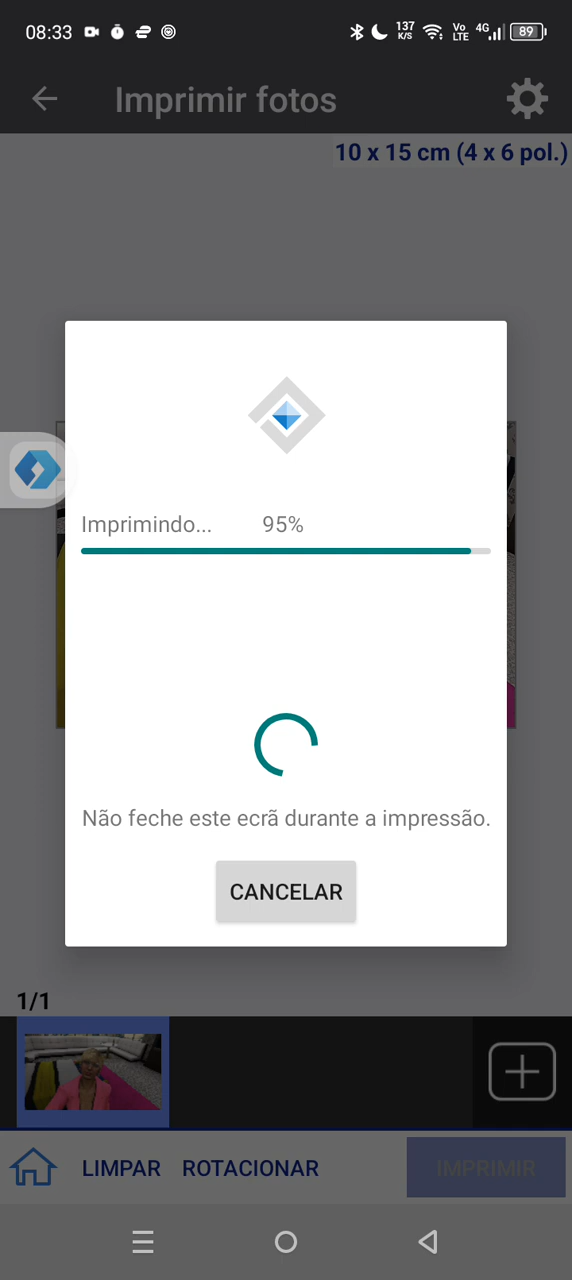 08:33
137 K/S
Vo LTE
4G
89
Imprimir fotos
10 x 15 cm (4 x 6 pol.)
Imprimindo... 95%
Não feche este ecrã durante a impressão.
CANCELAR
1/1
LIMPAR ROTACIONAR IMPRIMIR